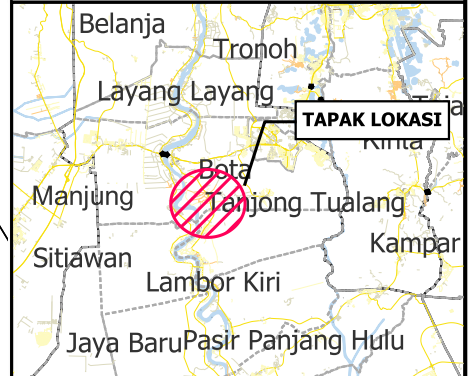 Belanja
Tronoh
Layang Layang
TAPAK LOKASI
Kinta
Bota
Manjung
Tanjong Tualang
Kampar
Sitiawan
Lambor Kiri
Jaya Baru
Pasir Panjang Hulu